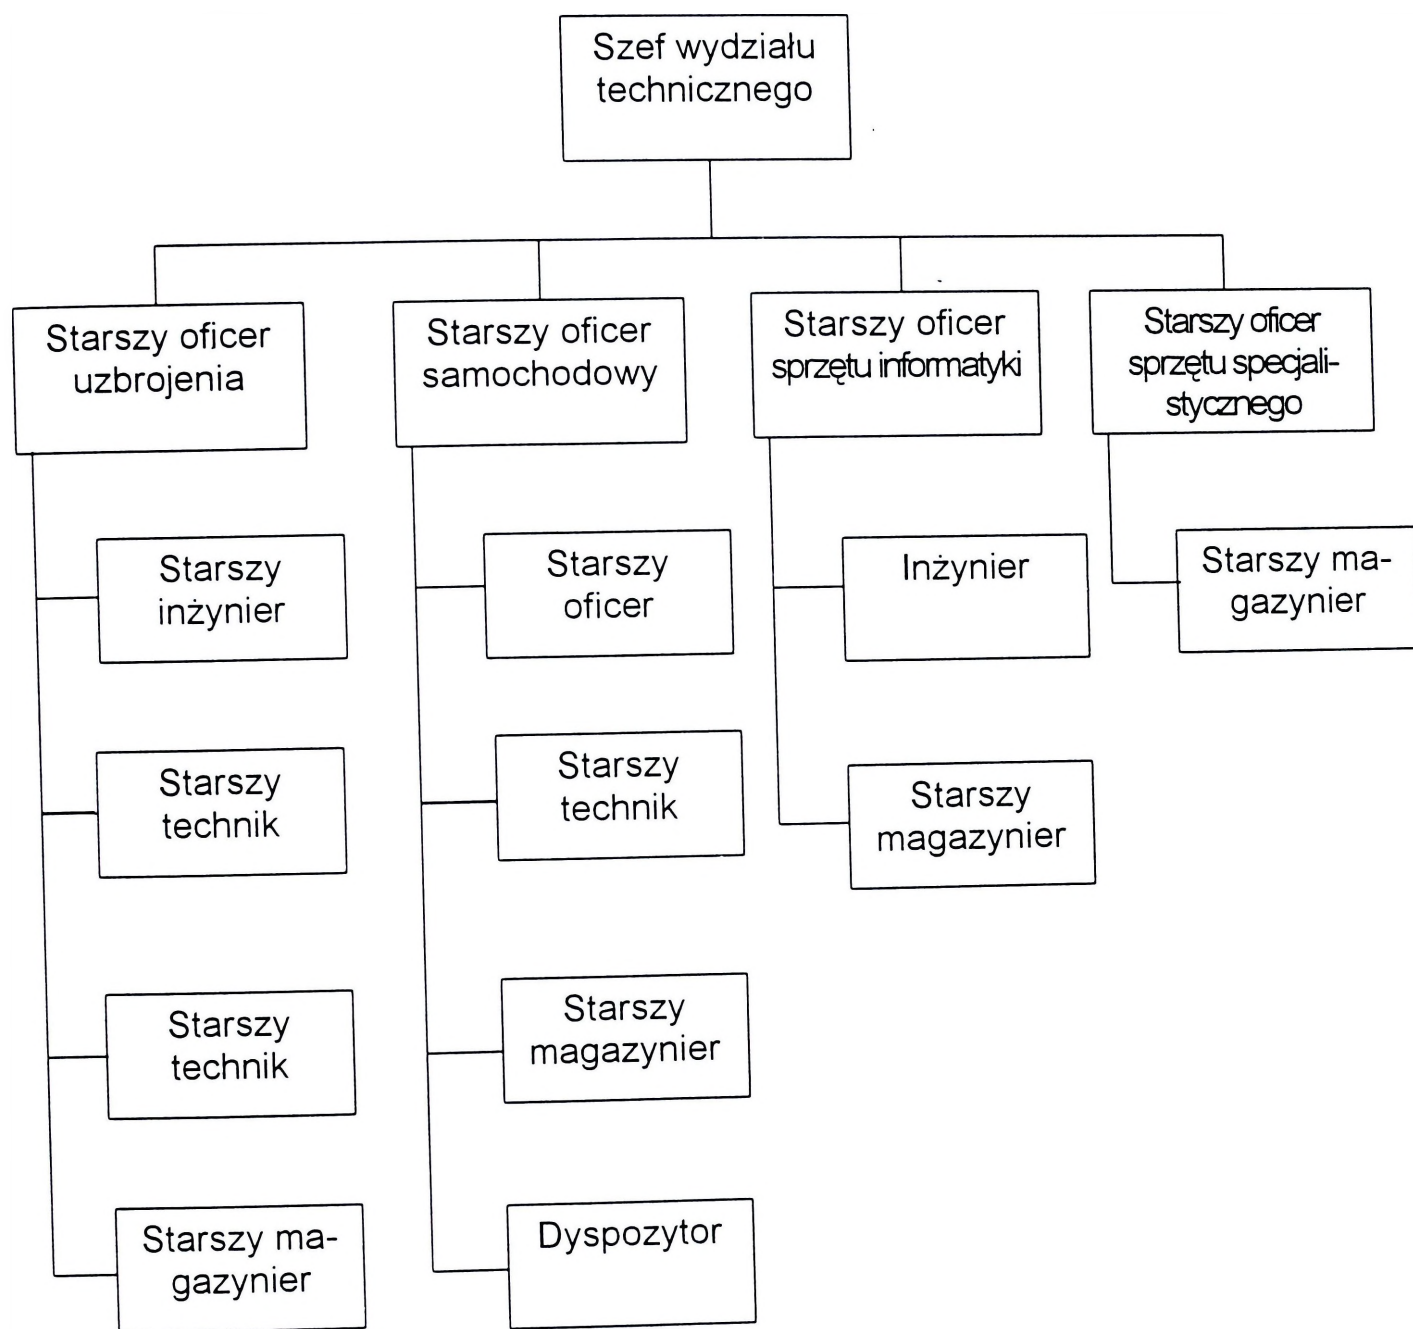 Szef wydziału
technicznego
Starszy oficer
uzbrojenia
Starszy oficer
samochodowy
Starszy oficer
sprzętu informatyki
Starszy oficer
sprzętu specjali-
stycznego
Starszy
inżynier
Starszy
technik
Starszy
technik
Starszy ma-
gazynier
Starszy
oficer
Starszy
technik
Starszy
magazynier
Dyspozytor
Inżynier
Starszy
magazynier
Starszy ma-
gazynier